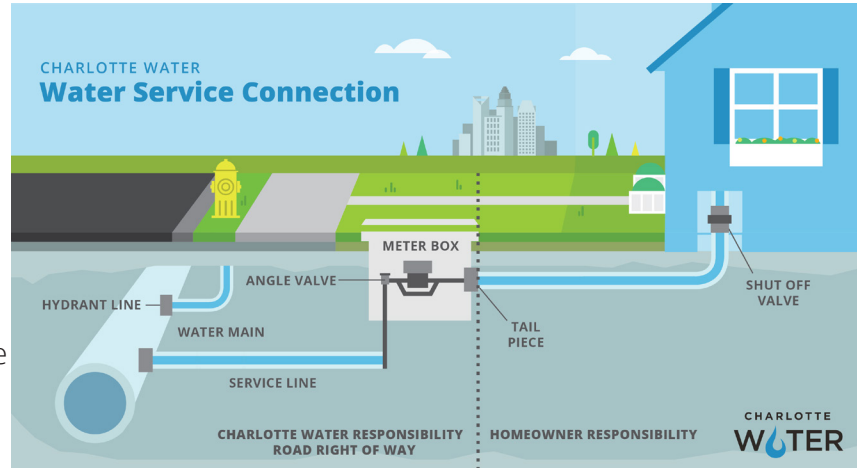 CHARLOTTE WATER
Water Service Connection
METER BOX
ANGLE VALVE
SHUT OFF
VALVE
HYDRANT LINE
WATER MAIN
TAIL
PIECE
e
SERVICE LINE
CHARLOTTE WATER RESPONSIBILITY
ROAD RIGHT OF WAY
HOMEOWNER RESPONSIBILITY
CHARLOTTE
WATER